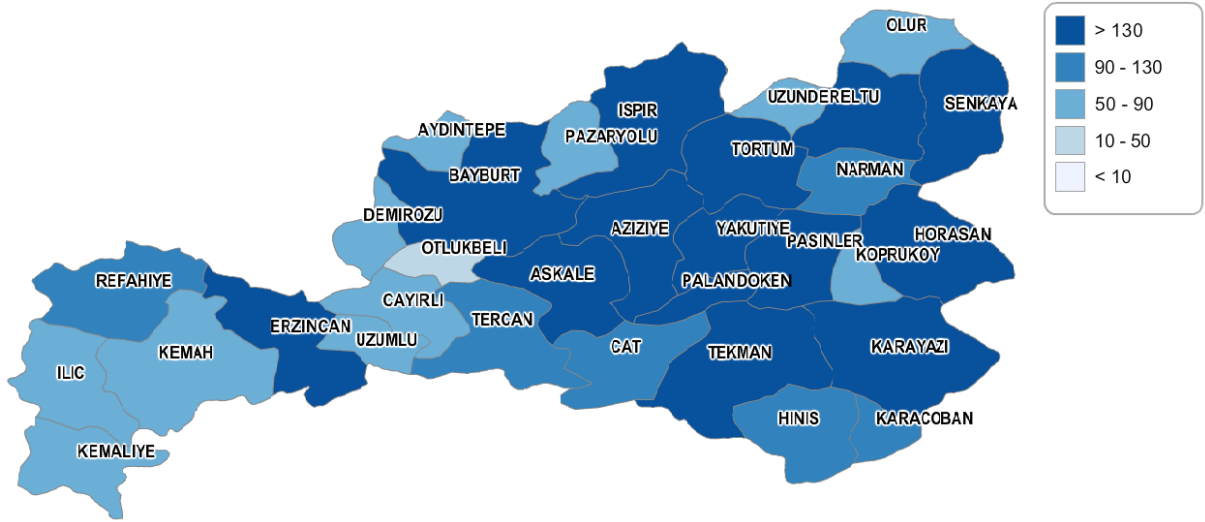 OLUR
UZUNDERELTU
SENKAYA
ISPIR
AYDINTEPE
PAZARYOLU
TORTUM
NARMAN
BAYBURT
DEMIROZU
AZIZIYE
YAKUTIYE
PASINLER
HORASAN
OTLUKBELI
KOPRUKOY
ASKALE
PALANDOKEN
REFAHIYE
CAYIRLI
TERCAN
ERZINCAN
UZUMLU
CAT
TEKMAN
KARAYAZI
KEMAH
ILIC
HINIS
KARACOBAN
KEMALIYE
> 130
90 - 130
50 - 90
10 - 50
< 10